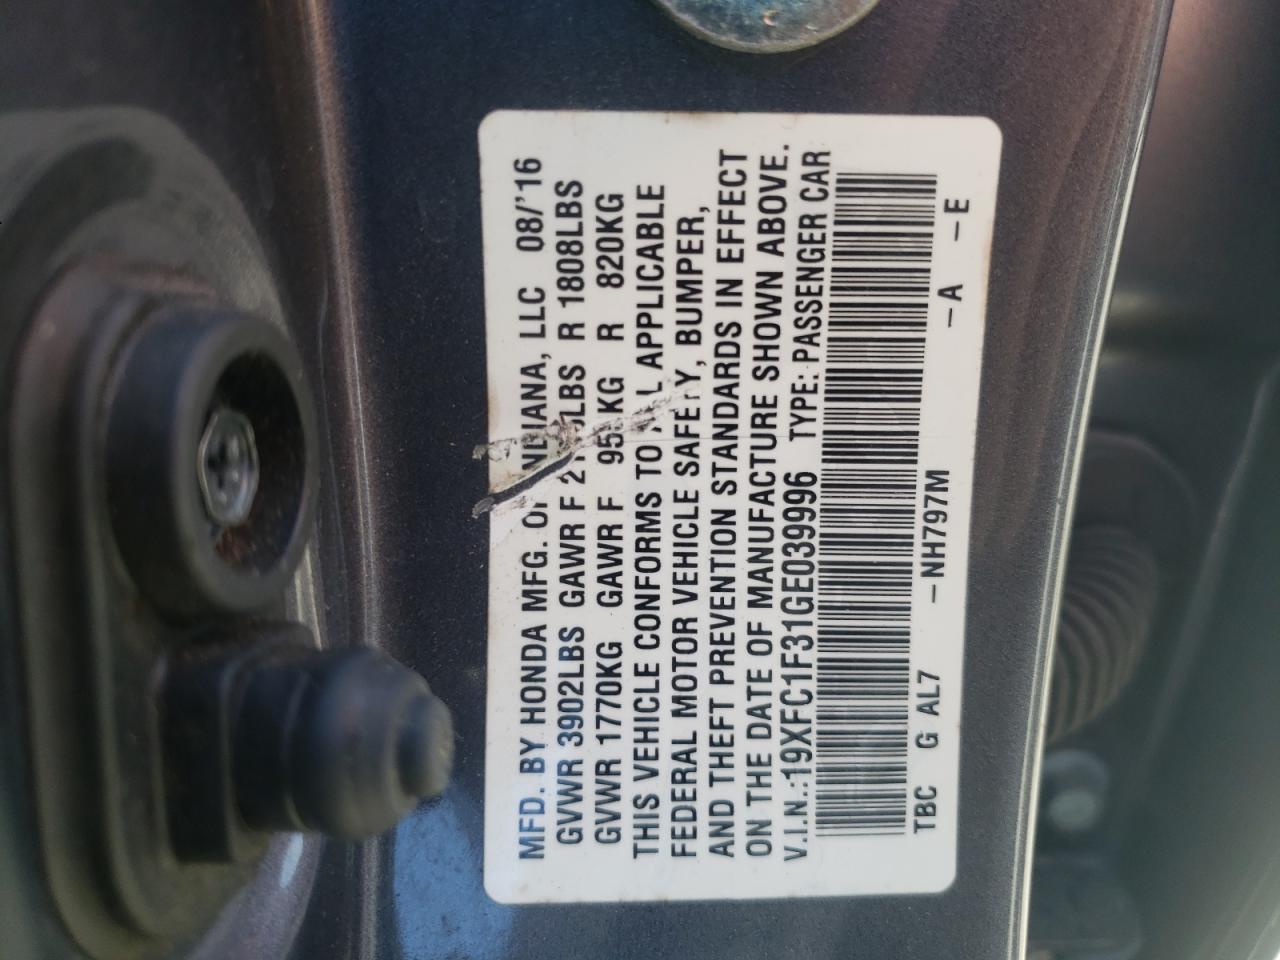 MFD. BY HONDA MFG. OF INDIANA, LLC 08/'16
GVWR 3902LBS GAWR F LBS R 1808LBS
GVWR 1770KG GAWR F KG R 820KG
THIS VEHICLE CONFORMS TO ALL APPLICABLE
FEDERAL MOTOR VEHICLE SAFETY, BUMPER,
AND THEFT PREVENTION STANDARDS IN EFFECT
ON THE DATE OF MANUFACTURE SHOWN ABOVE.
V.I.N.:19XFC1F31GE039996 TYPE: PASSENGER CAR
TBC G AL7 – NH797M – A – E